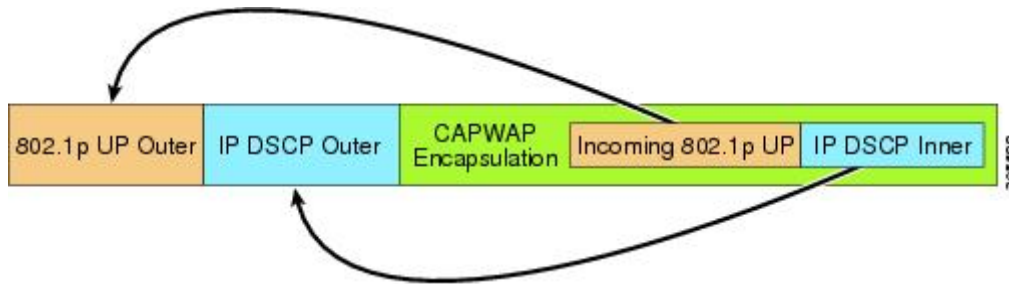 802.1p UP Outer
IP DSCP Outer
CAPWAP
Encapsulation
Incoming 802.1p UP
IP DSCP Inner